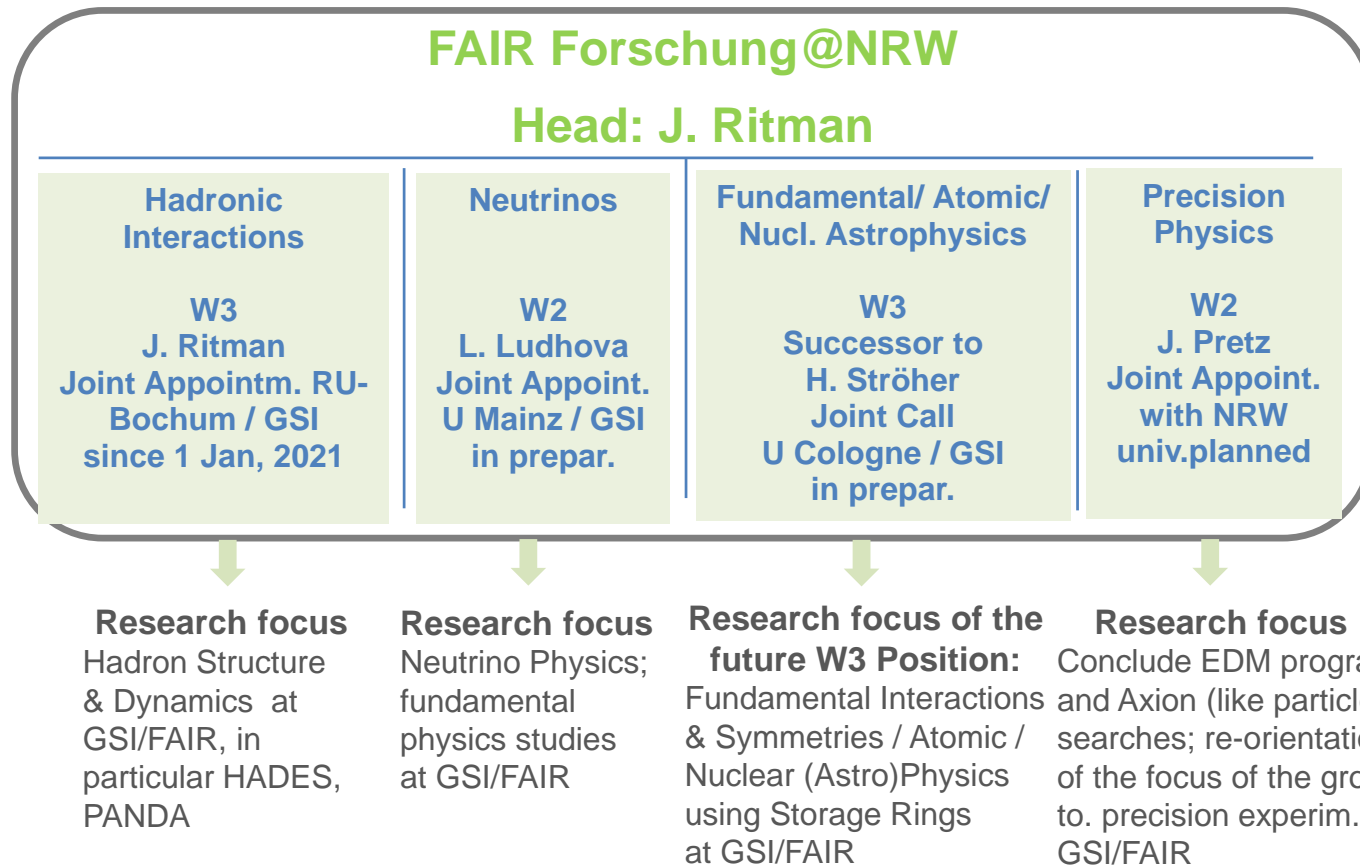 FAIR Forschung@NRW
Head: J. Ritman
Hadronic
Interactions
W3
J. Ritman
Joint Appointm. RU-
Bochum / GSI
since 1 Jan, 2021
Neutrinos
W2
L. Ludhova
Joint Appoint.
U Mainz / GSI
in prepar.
Fundamental/ Atomic/
Nucl. Astrophysics
W3
Successor to
H. Ströher
Joint Call
U Cologne / GSI
in prepar.
Precision
Physics
W2
J. Pretz
Joint Appoint.
with NRW
univ.planned
Research focus
Hadron Structure
& Dynamics at
GSI/FAIR, in
particular HADES,
PANDA
Research focus
Neutrino Physics;
fundamental
physics studies
at GSI/FAIR
Research focus of the
future W3 Position:
Fundamental Interactions
& Symmetries / Atomic /
Nuclear (Astro)Physics
using Storage Rings
at GSI/FAIR
Research focus
Conclude EDM
and Axion (like
searches;
of the focus of the
to. precision experim.
GSI/FAIR